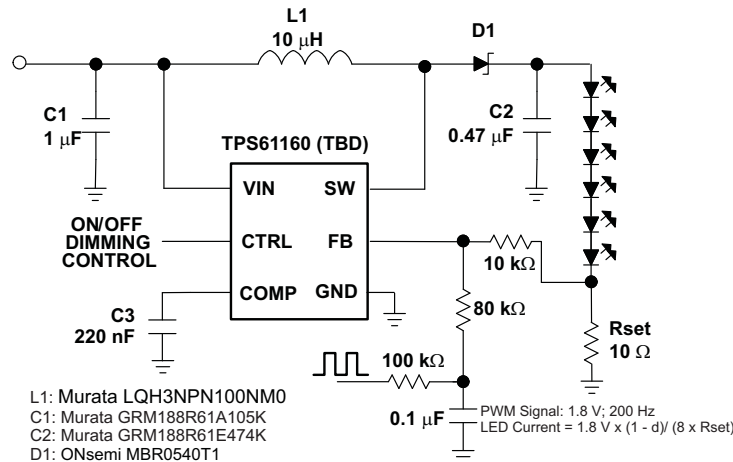 L1
10 μH
D1
C1
1 μF
C2
0.47 μF
TPS61160 (TBD)
VIN
SW
ON/OFF
DIMMING
CONTROL
CTRL
FB
10 kΩ
COMP
GND
C3
220 nF
80 kΩ
Rset
10 Ω
100 kΩ
L1: Murata LQH3NPN100NM0
C1: Murata GRM188R61A105K
C2: Murata GRM188R61E474K
D1: ONsemi MBR0540T1
0.1 μF
PWM Signal: 1.8 V; 200 Hz
LED Current = 1.8 V x (1 - d)/ (8 x Rset)